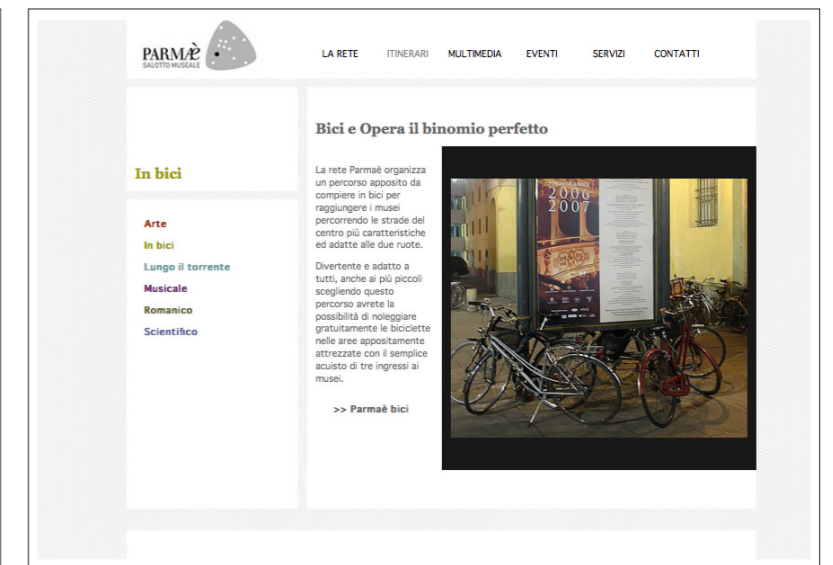 PARMAÈ
SALOTTO MUSEALE
LA RETE ITINERARI MULTIMEDIA EVENTI SERVIZI CONTATTI
In bici
Arte
In bici
Lungo il torrente
Musicale
Romanico
Scientifico
Bici e Opera il binomio perfetto
La rete Parmaè organizza
un percorso apposito da
compiere in bici per
raggiungere i musei
percorrendo le strade del
centro più caratteristiche
ed adatte alle due ruote.
Divertente e adatto a
tutti, anche ai più piccoli
scegliendo questo
percorso avrete la
possibilità di noleggiare
gratuitamente le biciclette
nelle aree appositamente
attrezzate con il semplice
acuisto di tre ingressi ai
musei.
>> Parmaè bici
2006
2007